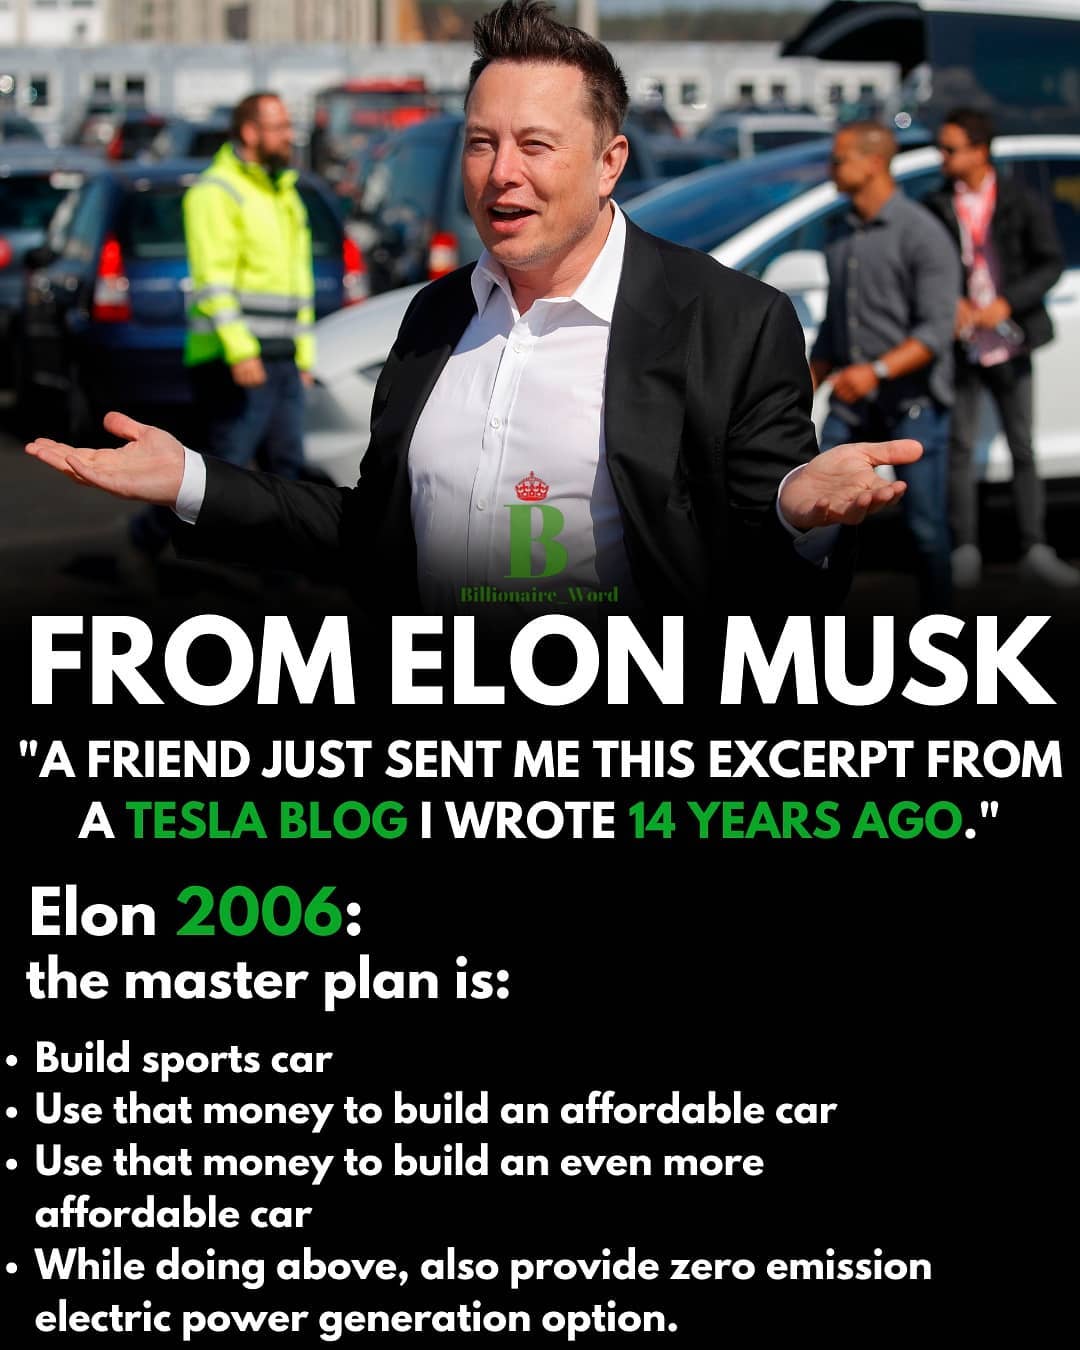 B
Billionaire_Word
FROM ELON MUSK
"A FRIEND JUST SENT ME THIS EXCERPT FROM
A TESLA BLOG I WROTE 14 YEARS AGO."
Elon 2006:
the master plan is:
• Build sports car
• Use that money to build an affordable car
• Use that money to build an even more
affordable car
• While doing above, also provide zero emission
electric power generation option.